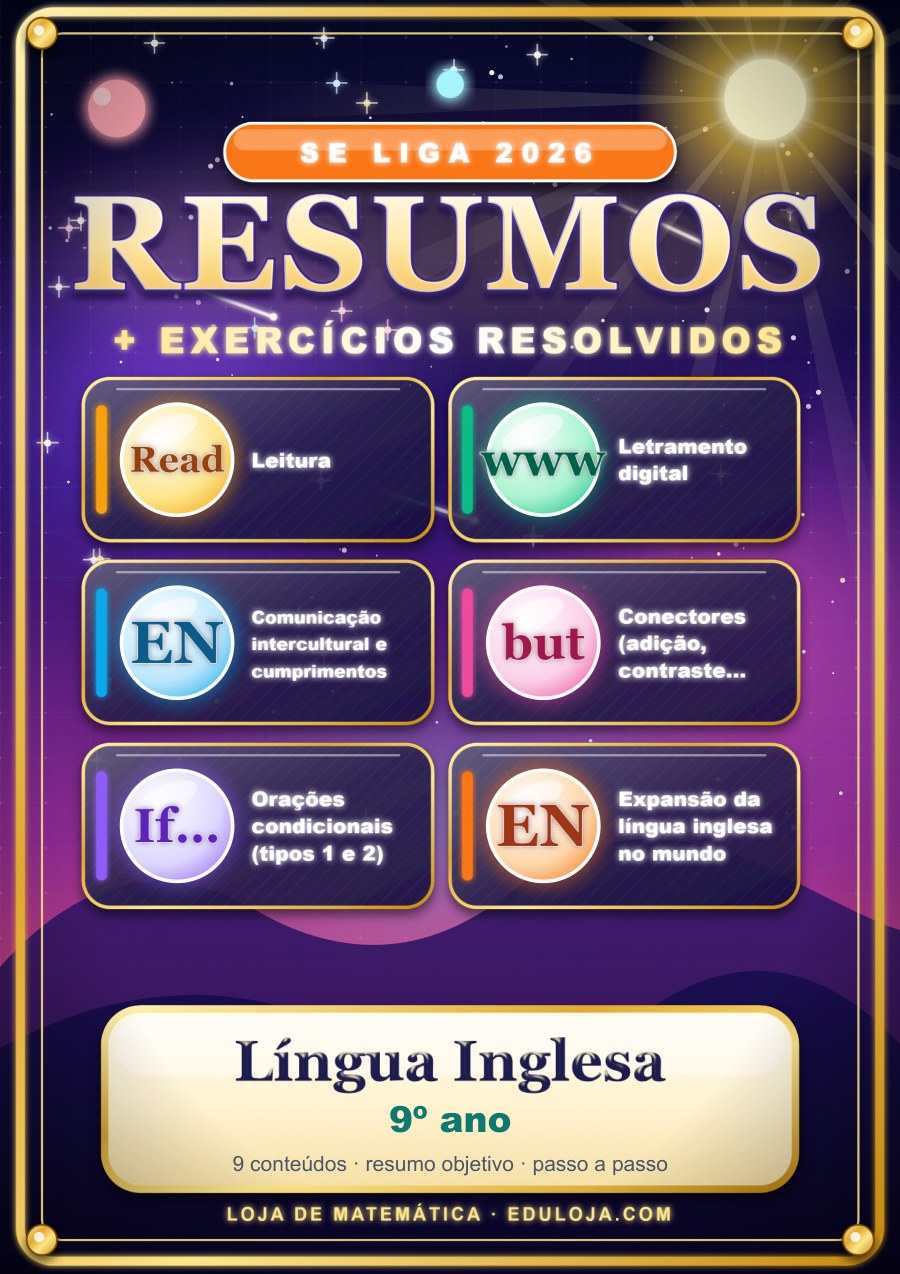 SE LIGA 2026
RESUMOS
+ EXERCÍCIOS RESOLVIDOS
Read
Leitura
www
Letramento
digital
EN
Comunicação
intercultural e
cumprimentos
but
Conectores
(adição,
contraste...
If...
Orações
condicionais
(tipos 1 e 2)
EN
Expansão da
língua inglesa
no mundo
Língua Inglesa
9º ano
9 conteúdos · resumo objetivo · passo a passo
LOJA DE MATEMÁTICA · EDULOJA.COM